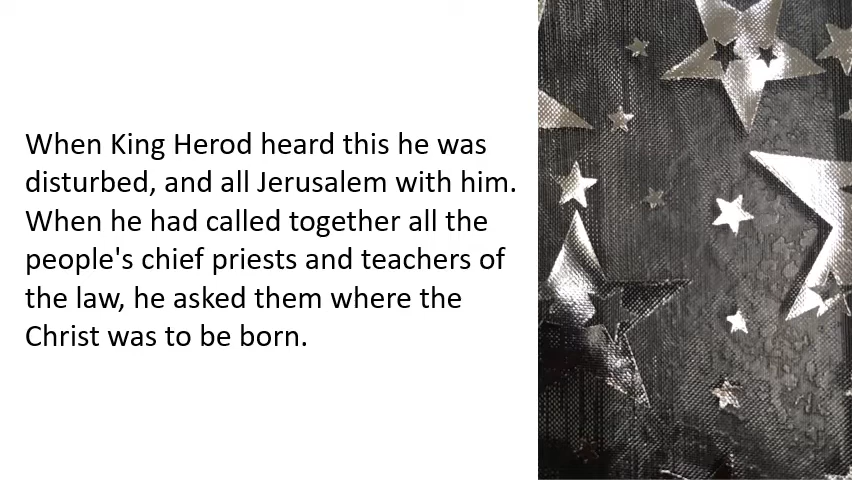 When King Herod heard this he was
disturbed, and all Jerusalem with him.
When he had called together all the
people's chief priests and teachers of
the law, he asked them where the
Christ was to be born.